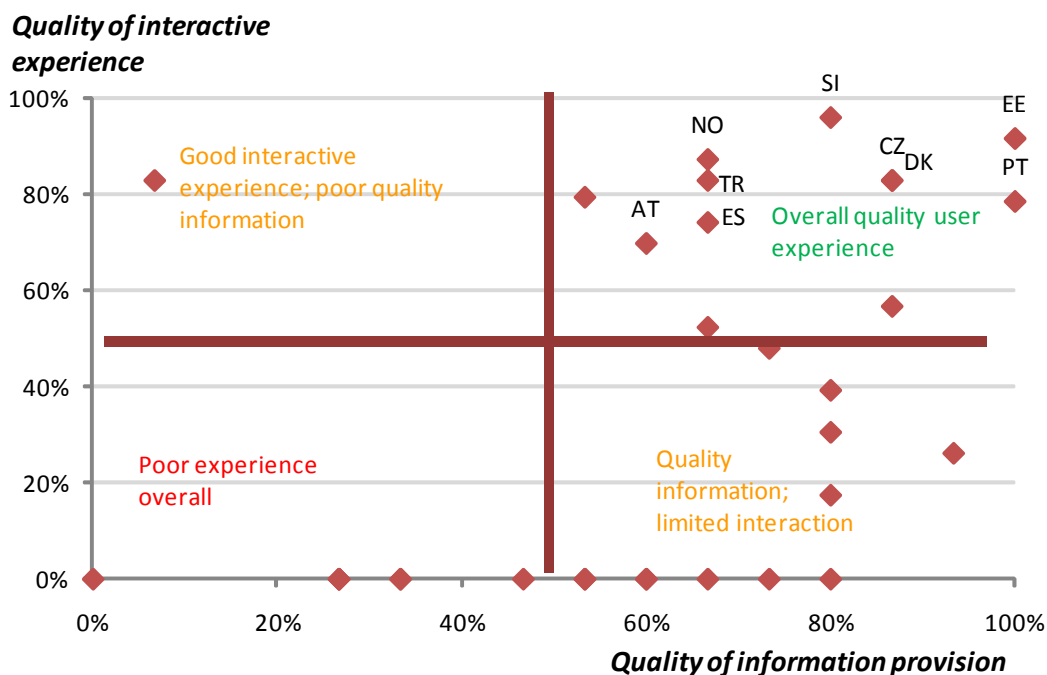 Quality of interactive
experience
100%
80%
60%
40%
20%
0%
SI
EE
NO
CZ
DK
PT
TR
AT
ES
Good interactive
experience; poor quality
information
Overall quality user
experience
Poor experience
overall
Quality
information;
limited interaction
0%
20%
40%
60%
80%
100%
Quality of information provision